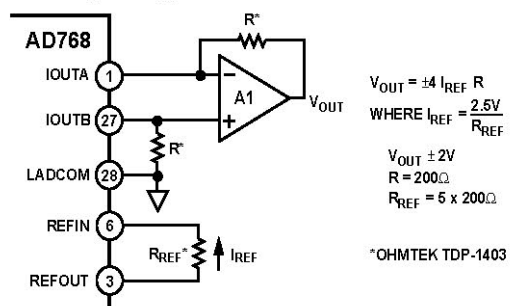 AD768
IOUTA 1
IOUTB 27
LADCOM 28
REFIN 6
REFOUT 3
R*
A1
−
+
VOUT
R*
RREF*
IREF
VOUT = ±4 IREF R
WHERE IREF = 2.5V / RREF
VOUT ± 2V
R = 200Ω
RREF = 5 x 200Ω
*OHMTEK TDP-1403